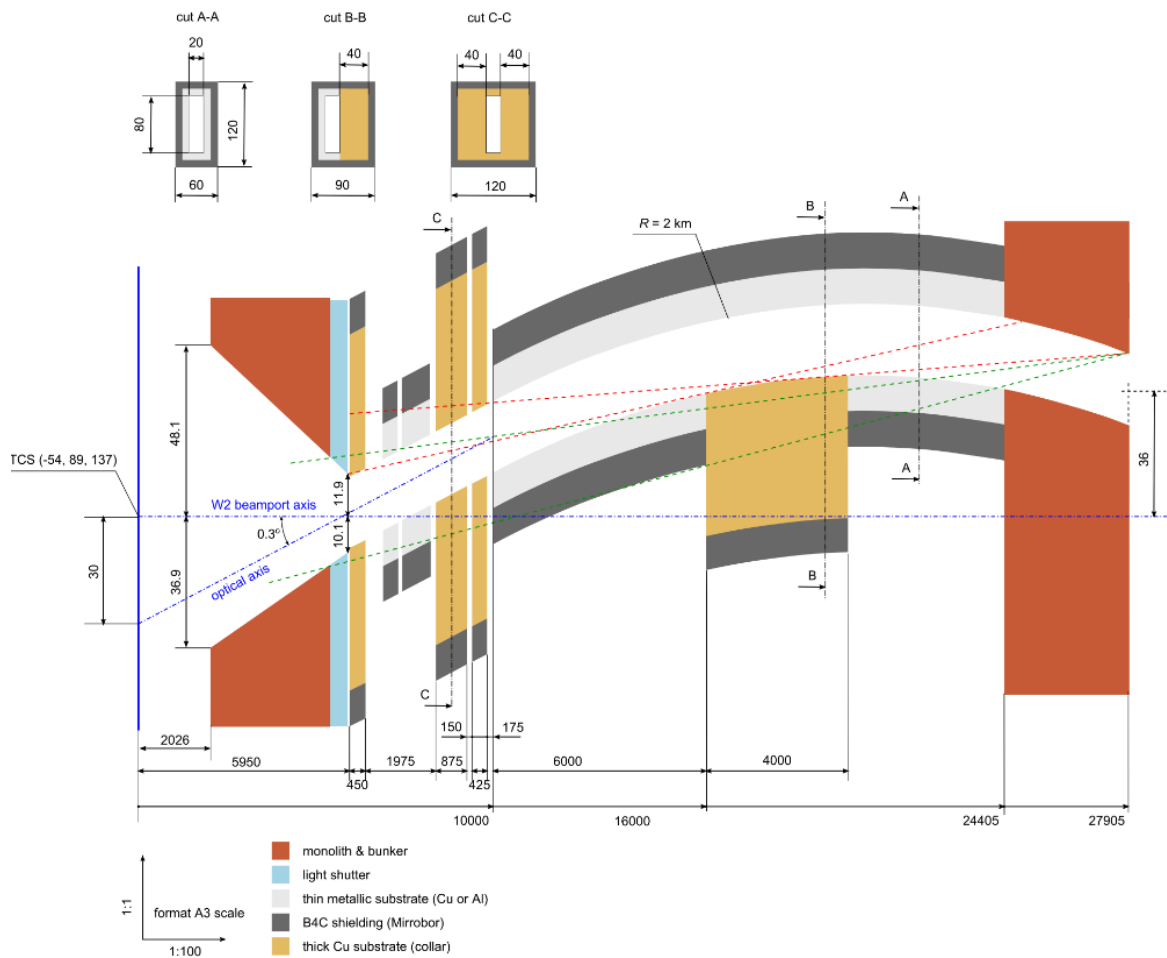 cut A-A
cut B-B
cut C-C
20
40
40
40
80
120
60
90
120
C
B
A
R = 2 km
48.1
TCS (-54, 89, 137)
11.9
W2 beamport axis
0.3°
10.1
optical axis
30
36.9
36
A
B
C
150
175
2026
5950
1975
875
6000
4000
450
425
10000
16000
24405
27905
1:1
format A3 scale
1:100
monolith & bunker
light shutter
thin metallic substrate (Cu or Al)
B4C shielding (Mirrobor)
thick Cu substrate (collar)